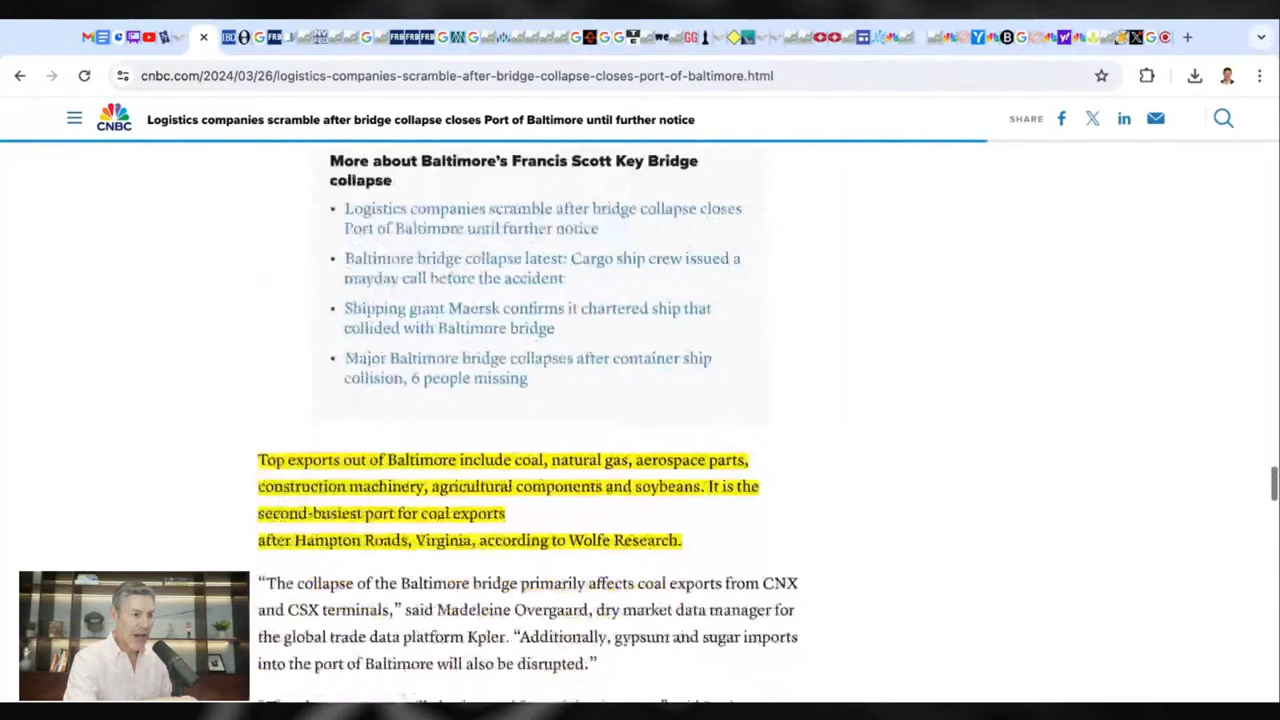 cnbc.com/2024/03/26/logistics-companies-scramble-after-bridge-collapse-closes-port-of-baltimore.html
CNBC
Logistics companies scramble after bridge collapse closes Port of Baltimore until further notice
SHARE
More about Baltimore’s Francis Scott Key Bridge
collapse
• Logistics companies scramble after bridge collapse closes
Port of Baltimore until further notice
• Baltimore bridge collapse latest: Cargo ship crew issued a
mayday call before the accident
• Shipping giant Maersk confirms it chartered ship that
collided with Baltimore bridge
• Major Baltimore bridge collapses after container ship
collision, 6 people missing
Top exports out of Baltimore include coal, natural gas, aerospace parts,
construction machinery, agricultural components and soybeans. It is the
second-busiest port for coal exports
after Hampton Roads, Virginia, according to Wolfe Research.
“The collapse of the Baltimore bridge primarily affects coal exports from CNX
and CSX terminals,” said Madeleine Overgaard, dry market data manager for
the global trade data platform Kpler. “Additionally, gypsum and sugar imports
into the port of Baltimore will also be disrupted.”